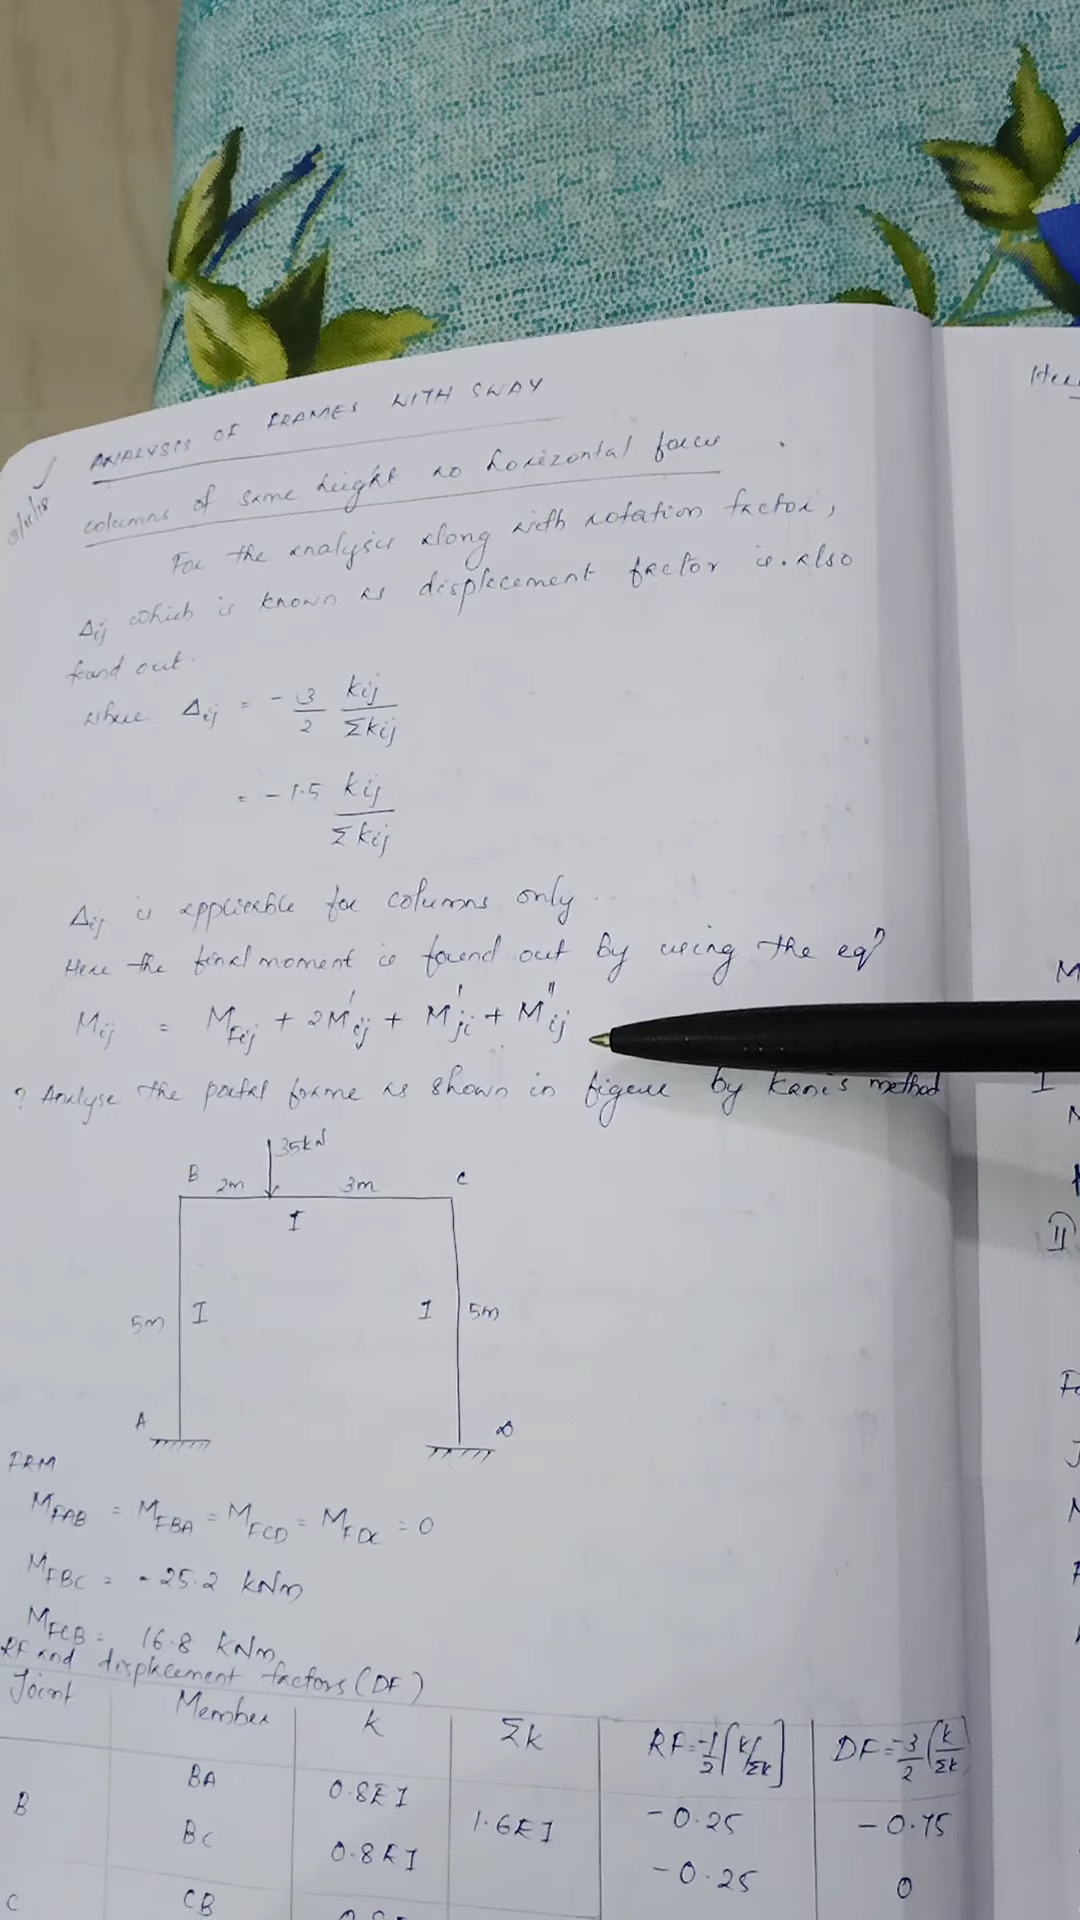 ANALYSIS OF FRAMES WITH SWAY
columns of same height no horizontal forces
For the analysis along with rotation factor,
Δij which is known as displacement factor is also
found out.
where Δij = -3/2 kij/Σkij
= -1.5 kij/Σkij
Δij is applicable for columns only.
Here the final moment is found out by using the eqn
Mij = MFij + 2M'ij + M'ji + M''ij
? Analyse the portal frame as shown in figure by Kani's method
35kN
B 2m 3m C
I
5m I I 5m
A D
FEM
MFAB = MFBA = MFCD = MFDC = 0
MFBC = -25.2 kNm
MFCB = 16.8 kNm
RF and displacement factors (DF)
Joint Member k Σk RF=-1/2[k/Σk] DF=-3/2(k/Σk)
B BA 0.8EI 1.6EI -0.25 -0.75
BC 0.8EI -0.25 0
C CB